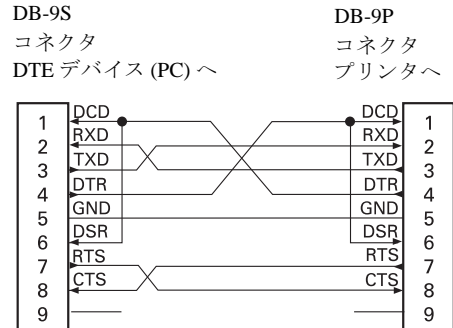 DB-9S
コネクタ
DTE デバイス (PC) へ
DB-9P
コネクタ
プリンタへ
1 DCD DCD 1
2 RXD RXD 2
3 TXD TXD 3
4 DTR DTR 4
5 GND GND 5
6 DSR DSR 6
7 RTS RTS 7
8 CTS CTS 8
9 9